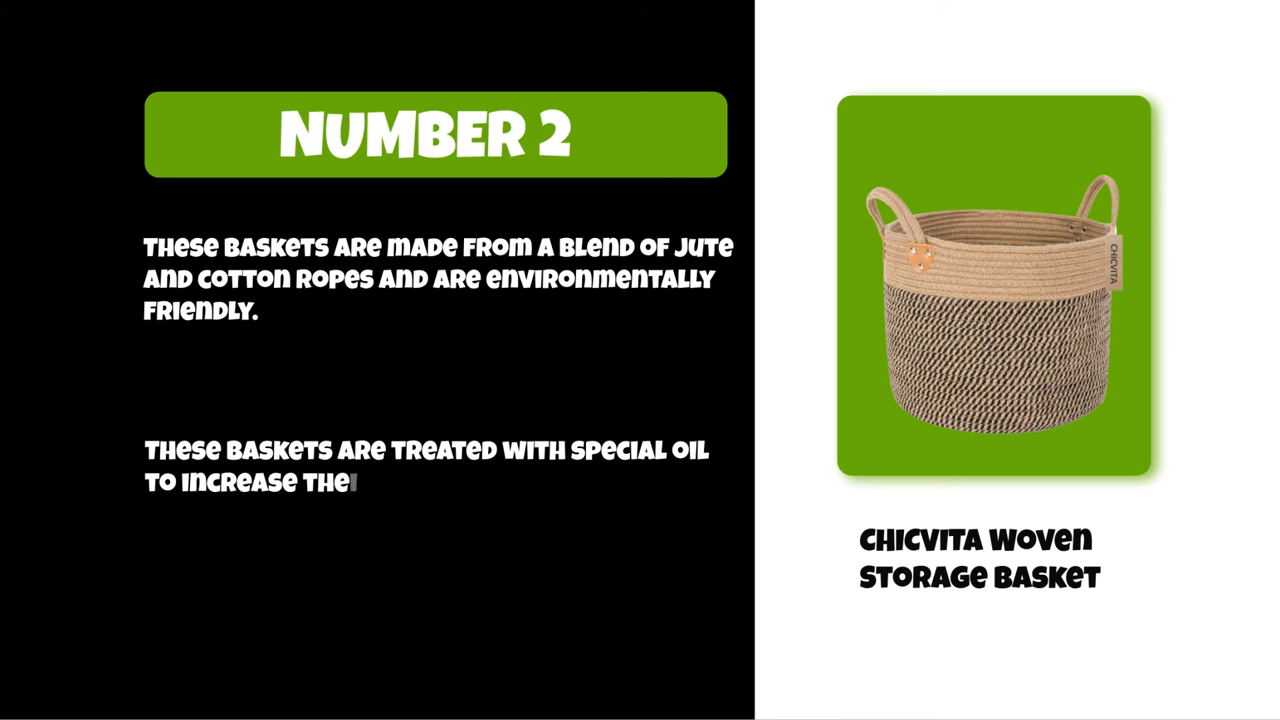 NUMBER 2
THESE BASKETS ARE MADE FROM A BLEND OF JUTE
AND COTTON ROPES AND ARE ENVIRONMENTALLY
FRIENDLY.
THESE BASKETS ARE TREATED WITH SPECIAL OIL
TO INCREASE THEI
CHICVITA
CHICVITA WOVEN
STORAGE BASKET